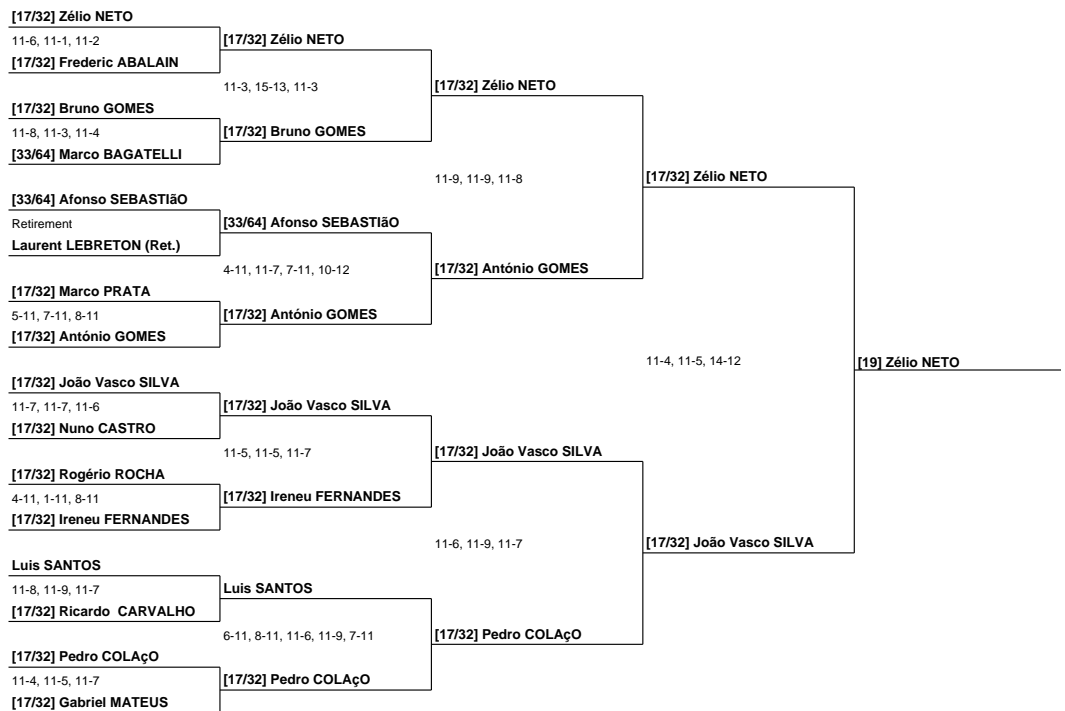 [17/32] Zélio NETO
11-6, 11-1, 11-2
[17/32] Zélio NETO
[17/32] Frederic ABALAIN
11-3, 15-13, 11-3
[17/32] Zélio NETO
[17/32] Bruno GOMES
11-8, 11-3, 11-4
[17/32] Bruno GOMES
[33/64] Marco BAGATELLI
11-9, 11-9, 11-8
[17/32] Zélio NETO
[33/64] Afonso SEBASTIãO
Retirement
[33/64] Afonso SEBASTIãO
Laurent LEBRETON (Ret.)
4-11, 11-7, 7-11, 10-12
[17/32] António GOMES
[17/32] Marco PRATA
5-11, 7-11, 8-11
[17/32] António GOMES
[17/32] António GOMES
11-4, 11-5, 14-12
[19] Zélio NETO
[17/32] João Vasco SILVA
11-7, 11-7, 11-6
[17/32] João Vasco SILVA
[17/32] Nuno CASTRO
11-5, 11-5, 11-7
[17/32] João Vasco SILVA
[17/32] Rogério ROCHA
4-11, 1-11, 8-11
[17/32] Ireneu FERNANDES
[17/32] Ireneu FERNANDES
11-6, 11-9, 11-7
[17/32] João Vasco SILVA
Luis SANTOS
11-8, 11-9, 11-7
Luis SANTOS
[17/32] Ricardo  CARVALHO
6-11, 8-11, 11-6, 11-9, 7-11
[17/32] Pedro COLAçO
[17/32] Pedro COLAçO
11-4, 11-5, 11-7
[17/32] Pedro COLAçO
[17/32] Gabriel MATEUS